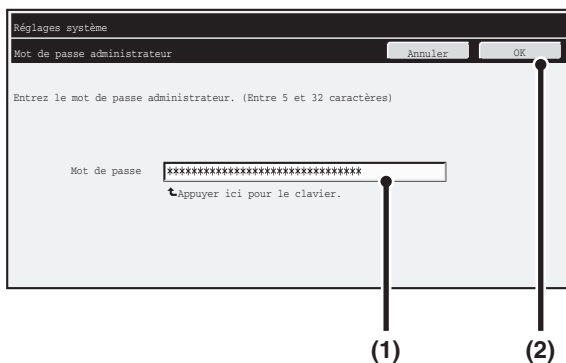 Réglages système
Mot de passe administrateur Annuler OK
Entrez le mot de passe administrateur. (Entre 5 et 32 caractères)
Mot de passe ********************************
Appuyer ici pour le clavier.
(1) (2)